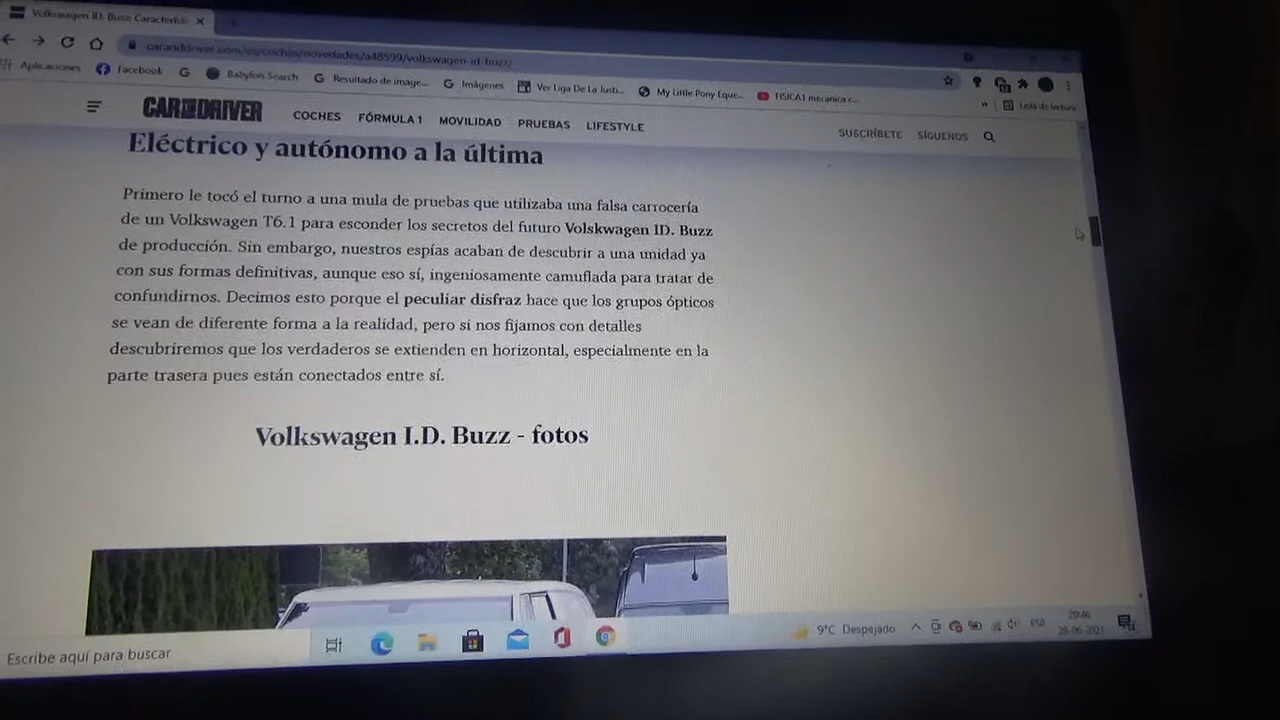 Volkswagen I.D. Buzz: Característi
caranddriver.com/es/coches/novedades/a48599/volkswagen-id-buzz/
Aplicaciones Facebook Babylon Search Resultado de image... Imágenes Ver Liga De La Justi... My Little Pony Eque... FISICA1 mecanica c... » Lista de lectura
CAR AND DRIVER COCHES FÓRMULA 1 MOVILIDAD PRUEBAS LIFESTYLE SUSCRÍBETE SÍGUENOS
Eléctrico y autónomo a la última
Primero le tocó el turno a una mula de pruebas que utilizaba una falsa carrocería
de un Volkswagen T6.1 para esconder los secretos del futuro Volskwagen ID. Buzz
de producción. Sin embargo, nuestros espías acaban de descubrir a una unidad ya
con sus formas definitivas, aunque eso sí, ingeniosamente camuflada para tratar de
confundirnos. Decimos esto porque el peculiar disfraz hace que los grupos ópticos
se vean de diferente forma a la realidad, pero si nos fijamos con detalles
descubriremos que los verdaderos se extienden en horizontal, especialmente en la
parte trasera pues están conectados entre sí.
Volkswagen I.D. Buzz - fotos
Escribe aquí para buscar
9°C Despejado ESP
20:46
28-06-2021